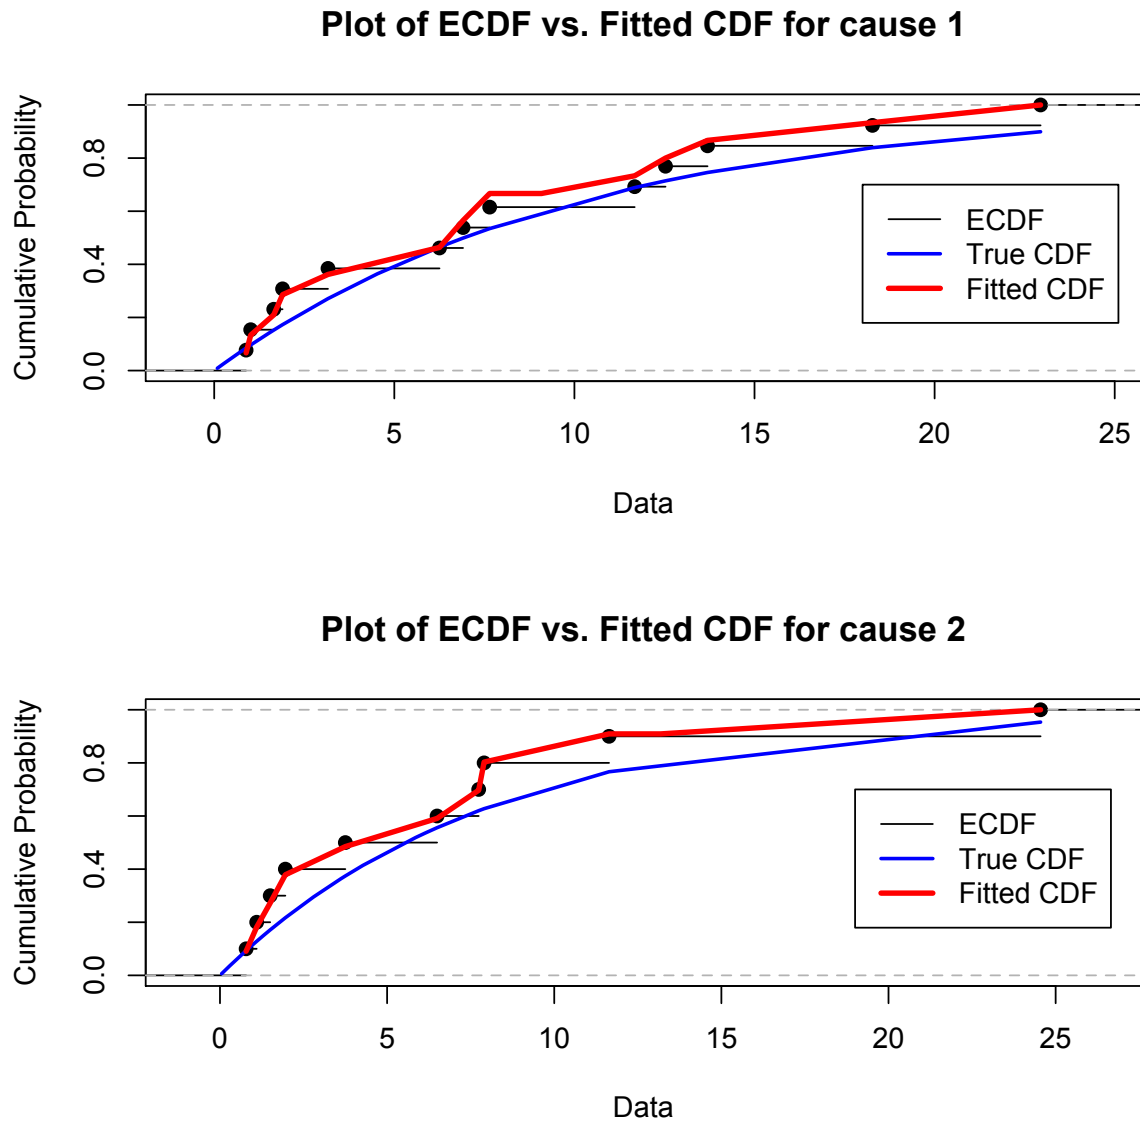 Plot of ECDF vs. Fitted CDF for cause 1
Cumulative Probability
0.0 0.4 0.8
ECDF
True CDF
Fitted CDF
0 5 10 15 20 25
Data
Plot of ECDF vs. Fitted CDF for cause 2
Cumulative Probability
0.0 0.4 0.8
ECDF
True CDF
Fitted CDF
0 5 10 15 20 25
Data